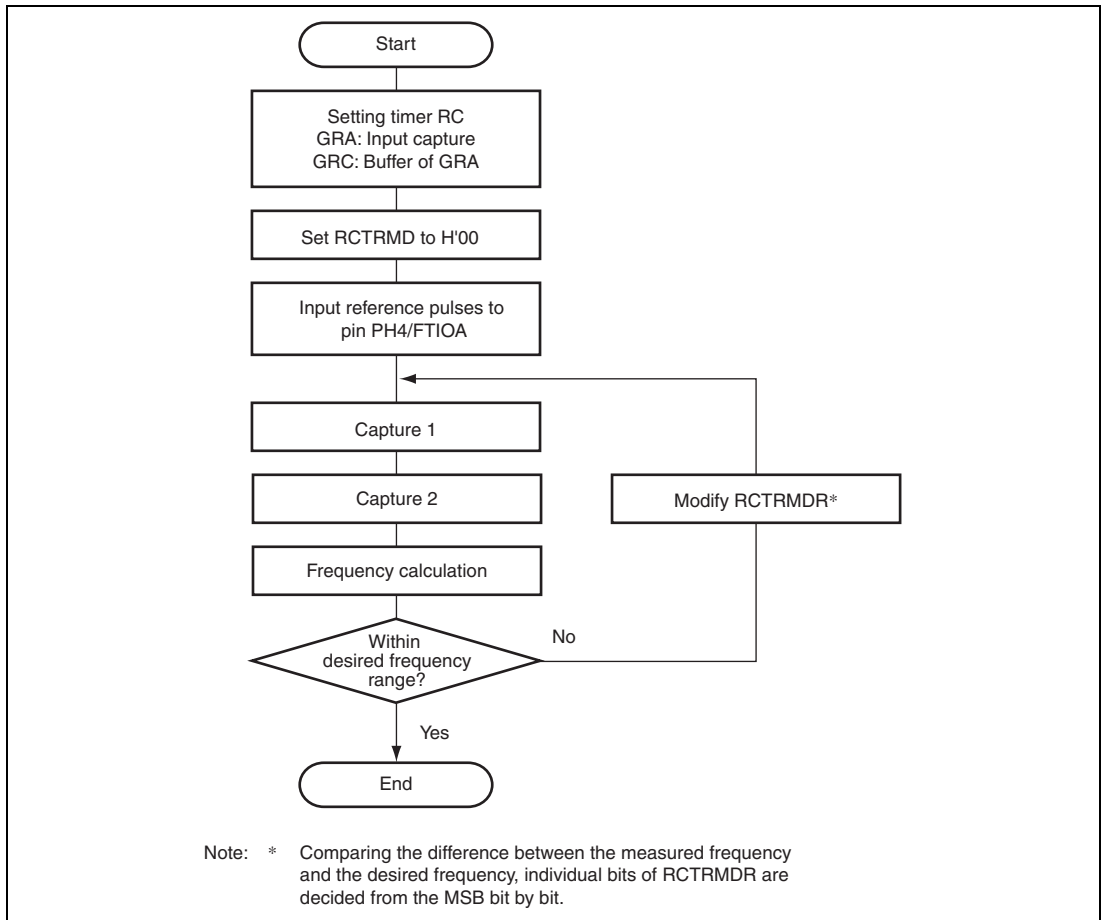 Start
Setting timer RC
GRA: Input capture
GRC: Buffer of GRA
Set RCTRMD to H'00
Input reference pulses to
pin PH4/FTIOA
Capture 1
Capture 2
Modify RCTRMDR*
Frequency calculation
Within
desired frequency
range?
No
Yes
End
Note: * Comparing the difference between the measured frequency
and the desired frequency, individual bits of RCTRMDR are
decided from the MSB bit by bit.